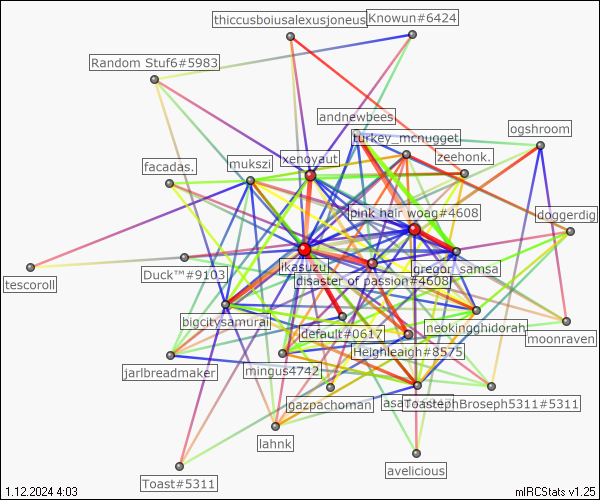 thiccusboiusalexusjoneus
Knowun#6424
Random Stuf6#5983
andnewbees
turkey_mcnugget
ogshroom
xenoyaut
mukszi
zeehonk.
facadas.
pink hair woag#4608
doggerdig
ikasuzu
gregor_samsa
Duck™#9103
disaster of passion#4608
tescoroll
bigcitysamurai
default#0617
neokingghidorah
moonraven
Heighleaigh#8575
jarlbreadmaker
mingus4742
gazpachoman
ToastephBroseph5311#5311
lahnk
avelicious
Toast#5311
1.12.2024 4:03
mIRCStats v1.25